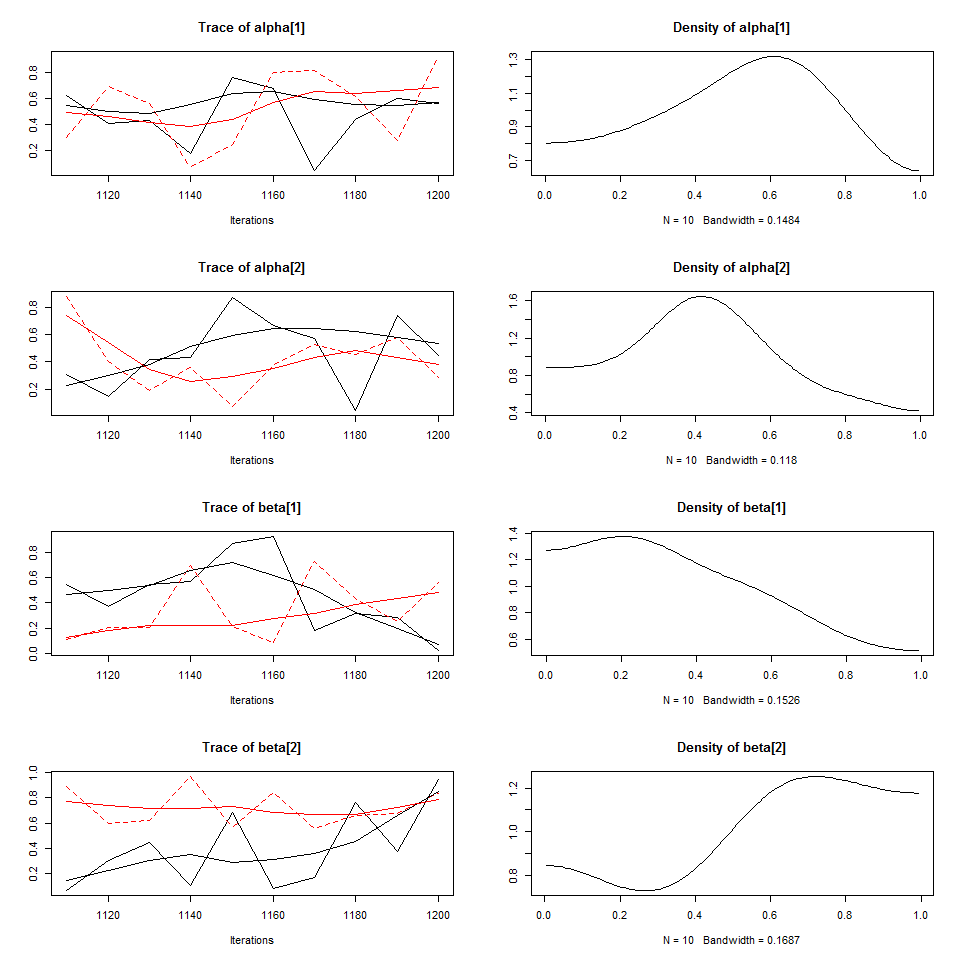 Trace of alpha[1]
0.2 0.4 0.6 0.8
1120 1140 1160 1180 1200
Iterations
Density of alpha[1]
0.7 0.9 1.1 1.3
0.0 0.2 0.4 0.6 0.8 1.0
N = 10 Bandwidth = 0.1484
Trace of alpha[2]
0.2 0.4 0.6 0.8
1120 1140 1160 1180 1200
Iterations
Density of alpha[2]
0.4 0.8 1.2 1.6
0.0 0.2 0.4 0.6 0.8 1.0
N = 10 Bandwidth = 0.118
Trace of beta[1]
0.0 0.2 0.4 0.6 0.8
1120 1140 1160 1180 1200
Iterations
Density of beta[1]
0.6 0.8 1.0 1.2 1.4
0.0 0.2 0.4 0.6 0.8 1.0
N = 10 Bandwidth = 0.1526
Trace of beta[2]
0.2 0.4 0.6 0.8 1.0
1120 1140 1160 1180 1200
Iterations
Density of beta[2]
0.8 1.0 1.2
0.0 0.2 0.4 0.6 0.8 1.0
N = 10 Bandwidth = 0.1687